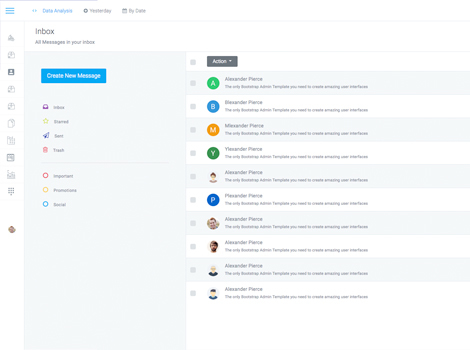 Data Analysis Yesterday By Date
Inbox
All Messages in your Inbox
Create New Message
Inbox
Starred
Sent
Trash
Important
Promotions
Social
Action
A Alexander Pierce
The only Bootstrap Admin Template you need to create amazing user interfaces
B Blexander Pierce
The only Bootstrap Admin Template you need to create amazing user interfaces
M Mlexander Pierce
The only Bootstrap Admin Template you need to create amazing user interfaces
Y Ylexander Pierce
The only Bootstrap Admin Template you need to create amazing user interfaces
Alexander Pierce
The only Bootstrap Admin Template you need to create amazing user interfaces
P Plexander Pierce
The only Bootstrap Admin Template you need to create amazing user interfaces
Alexander Pierce
The only Bootstrap Admin Template you need to create amazing user interfaces
Alexander Pierce
The only Bootstrap Admin Template you need to create amazing user interfaces
Alexander Pierce
The only Bootstrap Admin Template you need to create amazing user interfaces
Alexander Pierce
The only Bootstrap Admin Template you need to create amazing user interfaces